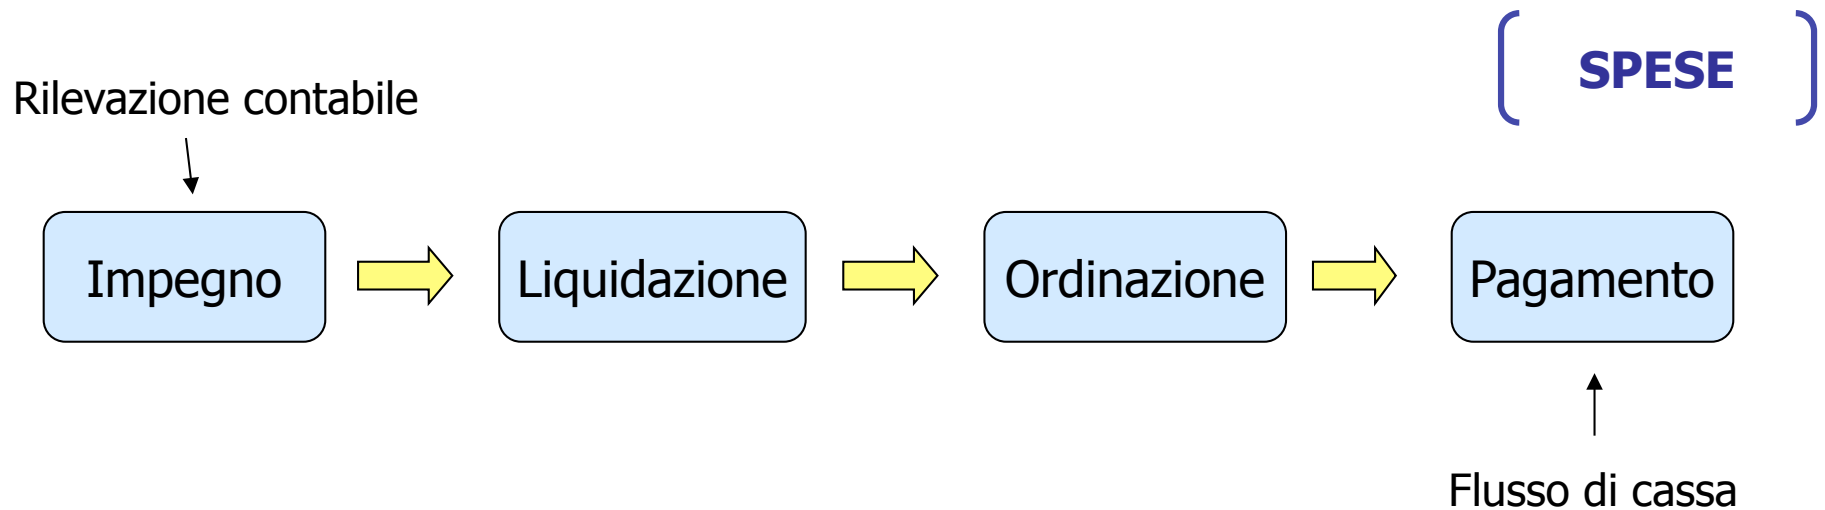 SPESE
Rilevazione contabile
Impegno
Liquidazione
Ordinazione
Pagamento
Flusso di cassa